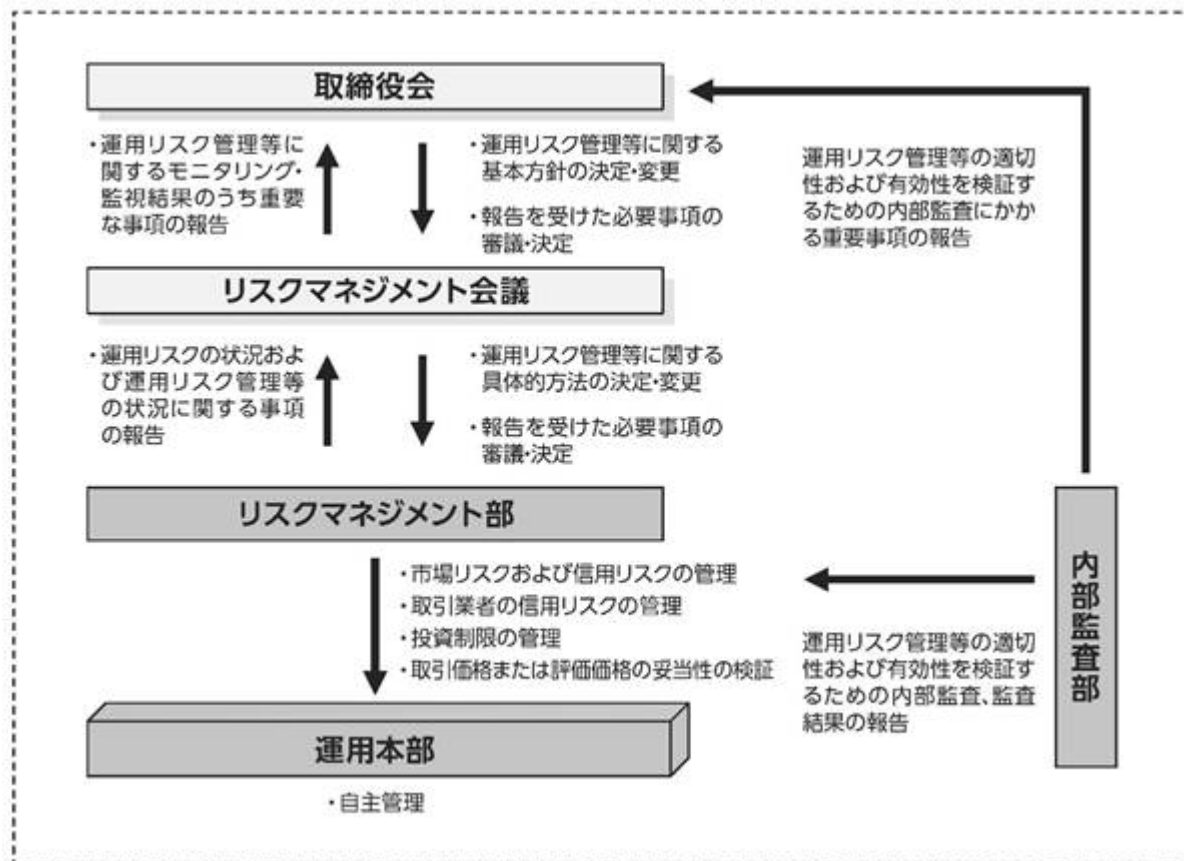 取締役会
・運用リスク管理等に
関するモニタリング・
監視結果のうち重要
な事項の報告
・運用リスク管理等に関する
基本方針の決定・変更
・報告を受けた必要事項の
審議・決定
運用リスク管理等の適切
性および有効性を検証す
るための内部監査にかか
る重要事項の報告
リスクマネジメント会議
・運用リスクの状況およ
び運用リスク管理等
の状況に関する事項
の報告
・運用リスク管理等に関する
具体的方法の決定・変更
・報告を受けた必要事項の
審議・決定
リスクマネジメント部
・市場リスクおよび信用リスクの管理
・取引業者の信用リスクの管理
・投資制限の管理
・取引価格または評価価格の妥当性の検証
運用リスク管理等の適切
性および有効性を検証す
るための内部監査、監査
結果の報告
内部監査部
運用本部
・自主管理